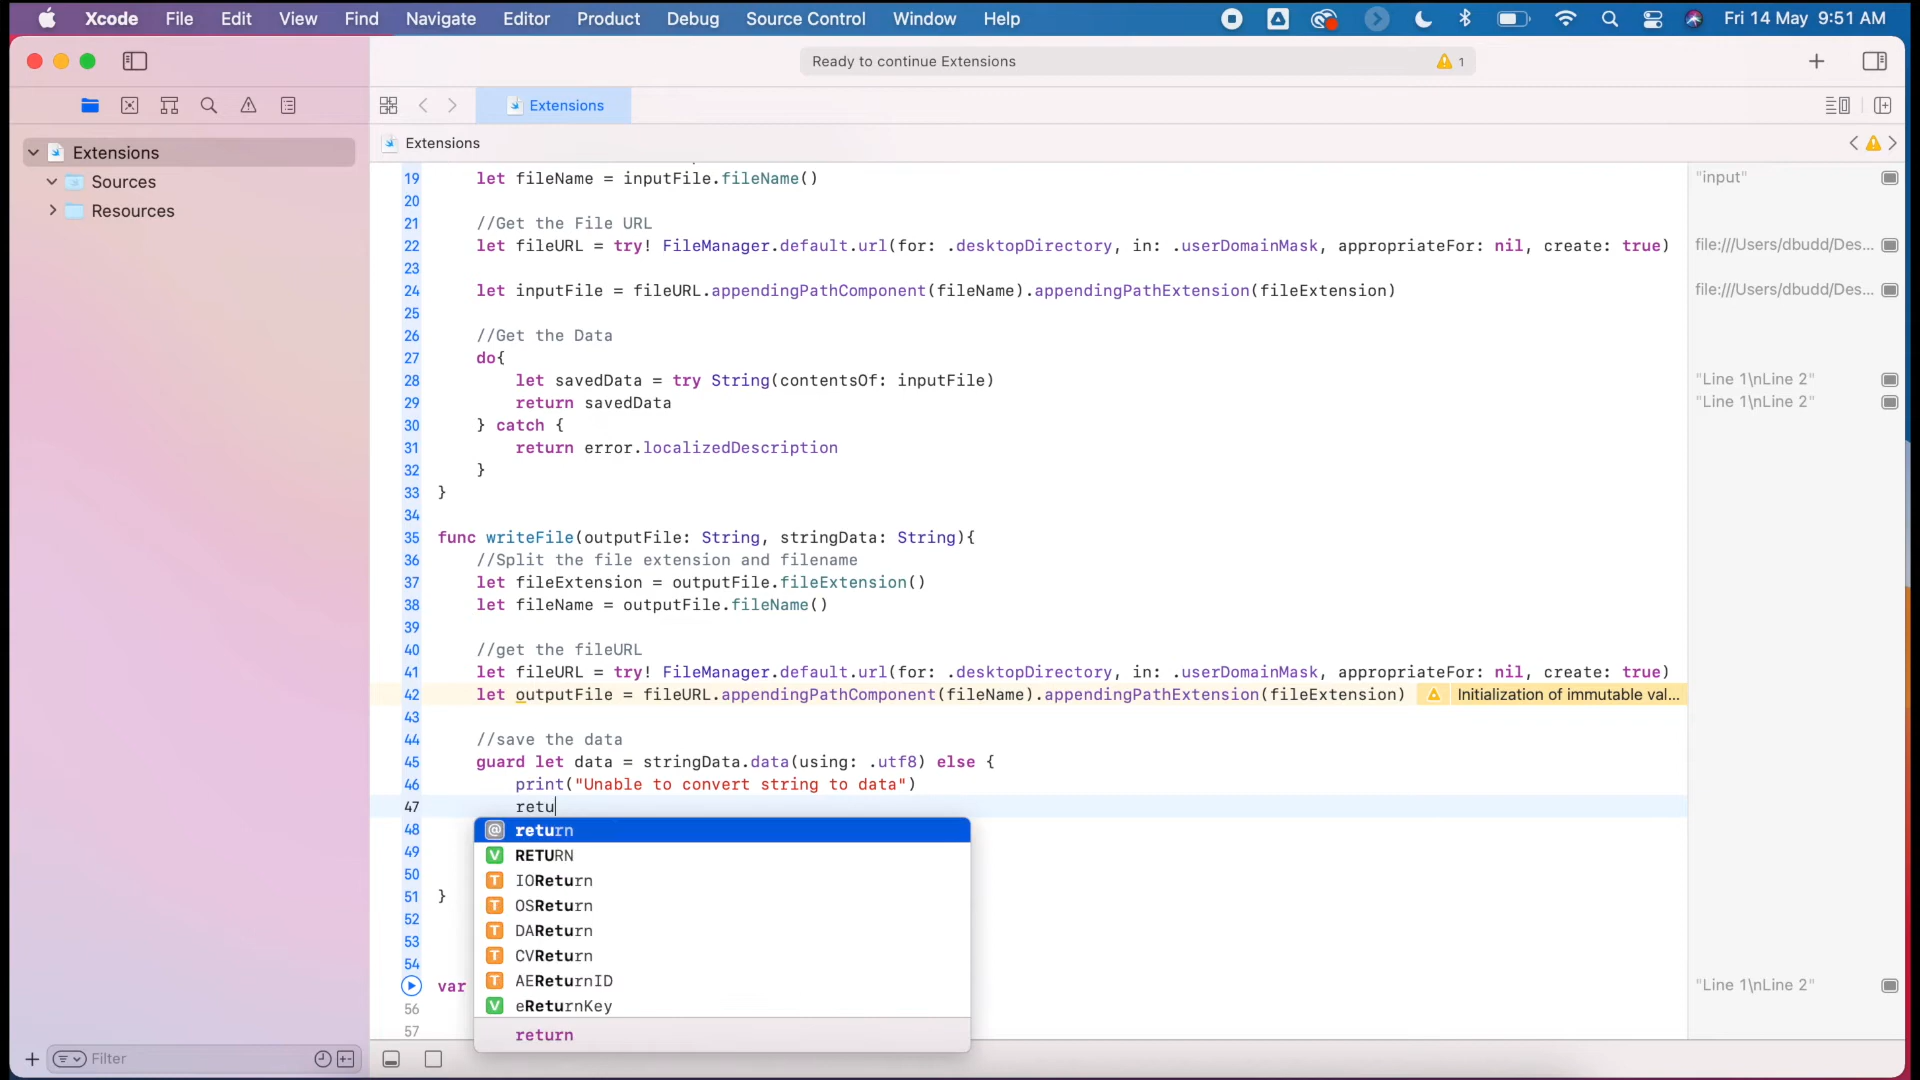 Xcode File Edit View Find Navigate Editor Product Debug Source Control Window Help Fri 14 May 9:51 AM
Ready to continue Extensions 1
Extensions
Extensions
Extensions
Sources
Resources
19 let fileName = inputFile.fileName() "input"
20
21 //Get the File URL
22 let fileURL = try! FileManager.default.url(for: .desktopDirectory, in: .userDomainMask, appropriateFor: nil, create: true) file:///Users/dbudd/Des...
23
24 let inputFile = fileURL.appendingPathComponent(fileName).appendingPathExtension(fileExtension) file:///Users/dbudd/Des...
25
26 //Get the Data
27 do{
28 let savedData = try String(contentsOf: inputFile) "Line 1\nLine 2"
29 return savedData "Line 1\nLine 2"
30 } catch {
31 return error.localizedDescription
32 }
33 }
34
35 func writeFile(outputFile: String, stringData: String){
36 //Split the file extension and filename
37 let fileExtension = outputFile.fileExtension()
38 let fileName = outputFile.fileName()
39
40 //get the fileURL
41 let fileURL = try! FileManager.default.url(for: .desktopDirectory, in: .userDomainMask, appropriateFor: nil, create: true)
42 let outputFile = fileURL.appendingPathComponent(fileName).appendingPathExtension(fileExtension) Initialization of immutable val...
43
44 //save the data
45 guard let data = stringData.data(using: .utf8) else {
46 print("Unable to convert string to data")
47 retu
48 @ return
V RETURN
49
T IOReturn
50
51 }
T OSReturn
52
T DAReturn
53
T CVReturn
54
T AEReturnID
var "Line 1\nLine 2"
56
V eReturnKey
57
return
Filter